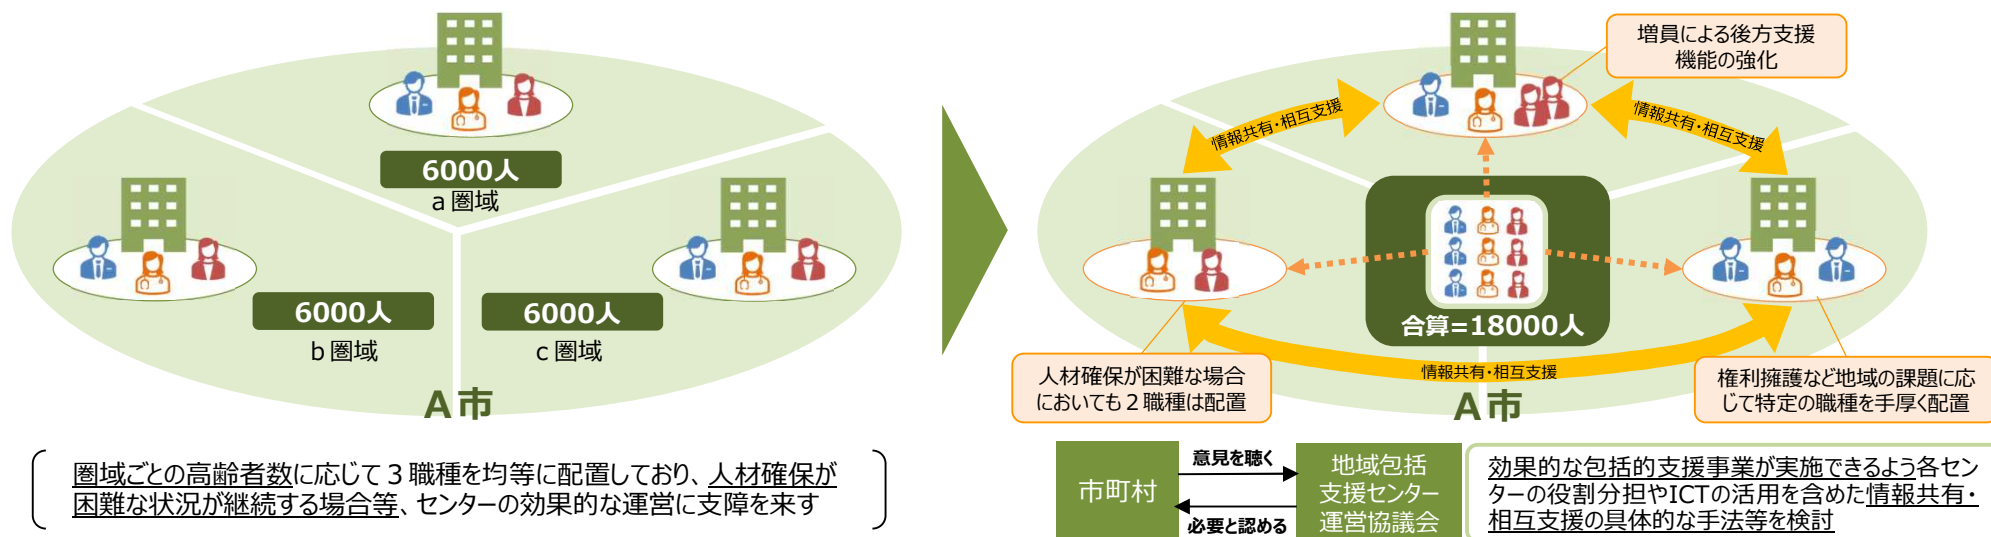 6000人
a 圏域
6000人
b 圏域
6000人
c 圏域
A市
圏域ごとの高齢者数に応じて３職種を均等に配置しており、人材確保が
困難な状況が継続する場合等、センターの効果的な運営に支障を来す
増員による後方支援
機能の強化
情報共有・相互支援
情報共有・相互支援
合算=18000人
情報共有・相互支援
人材確保が困難な場合
においても２職種は配置
権利擁護など地域の課題に応
じて特定の職種を手厚く配置
A市
市町村
意見を聴く
必要と認める
地域包括
支援センター
運営協議会
効果的な包括的支援事業が実施できるよう各セン
ターの役割分担やICTの活用を含めた情報共有・
相互支援の具体的な手法等を検討